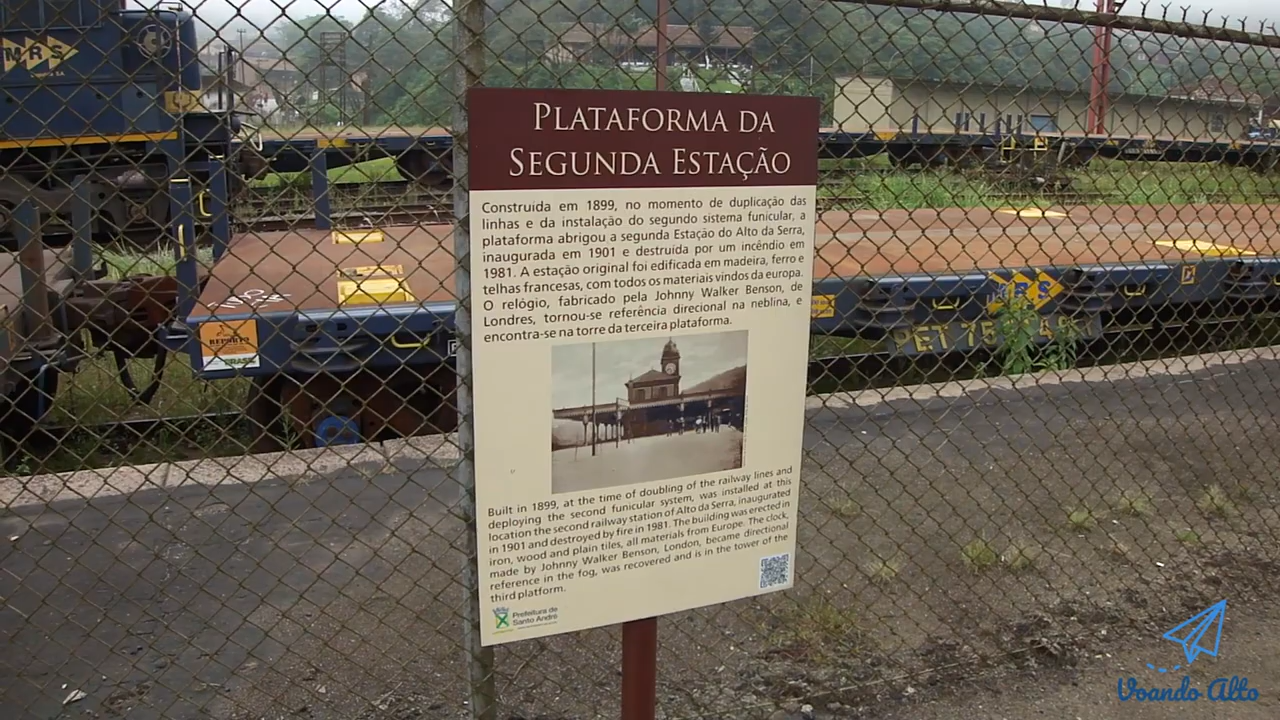 MRS
PLATAFORMA DA
SEGUNDA ESTAÇÃO
Construída em 1899, no momento de duplicação das
linhas e da instalação do segundo sistema funicular, a
plataforma abrigou a segunda Estação do Alto da Serra,
inaugurada em 1901 e destruída por um incêndio em
1981. A estação original foi edificada em madeira, ferro e
telhas francesas, com todos os materiais vindos da europa.
O relógio, fabricado pela Johnny Walker Benson, de
Londres, tornou-se referência direcional na neblina, e
encontra-se na torre da terceira plataforma.
Built in 1899, at the time of doubling of the railway lines and
deploying the second funicular system, was installed at this
location the second railway station of Alto da Serra, inaugurated
in 1901 and destroyed by fire in 1981. The building was erected in
iron, wood and plain tiles, all materials from Europe. The clock,
made by Johnny Walker Benson, London, became directional
reference in the fog, was recovered and is in the tower of the
third platform.
Prefeitura de
Santo André
REPORTO
BRASIL
MRS
PET
Voando Alto